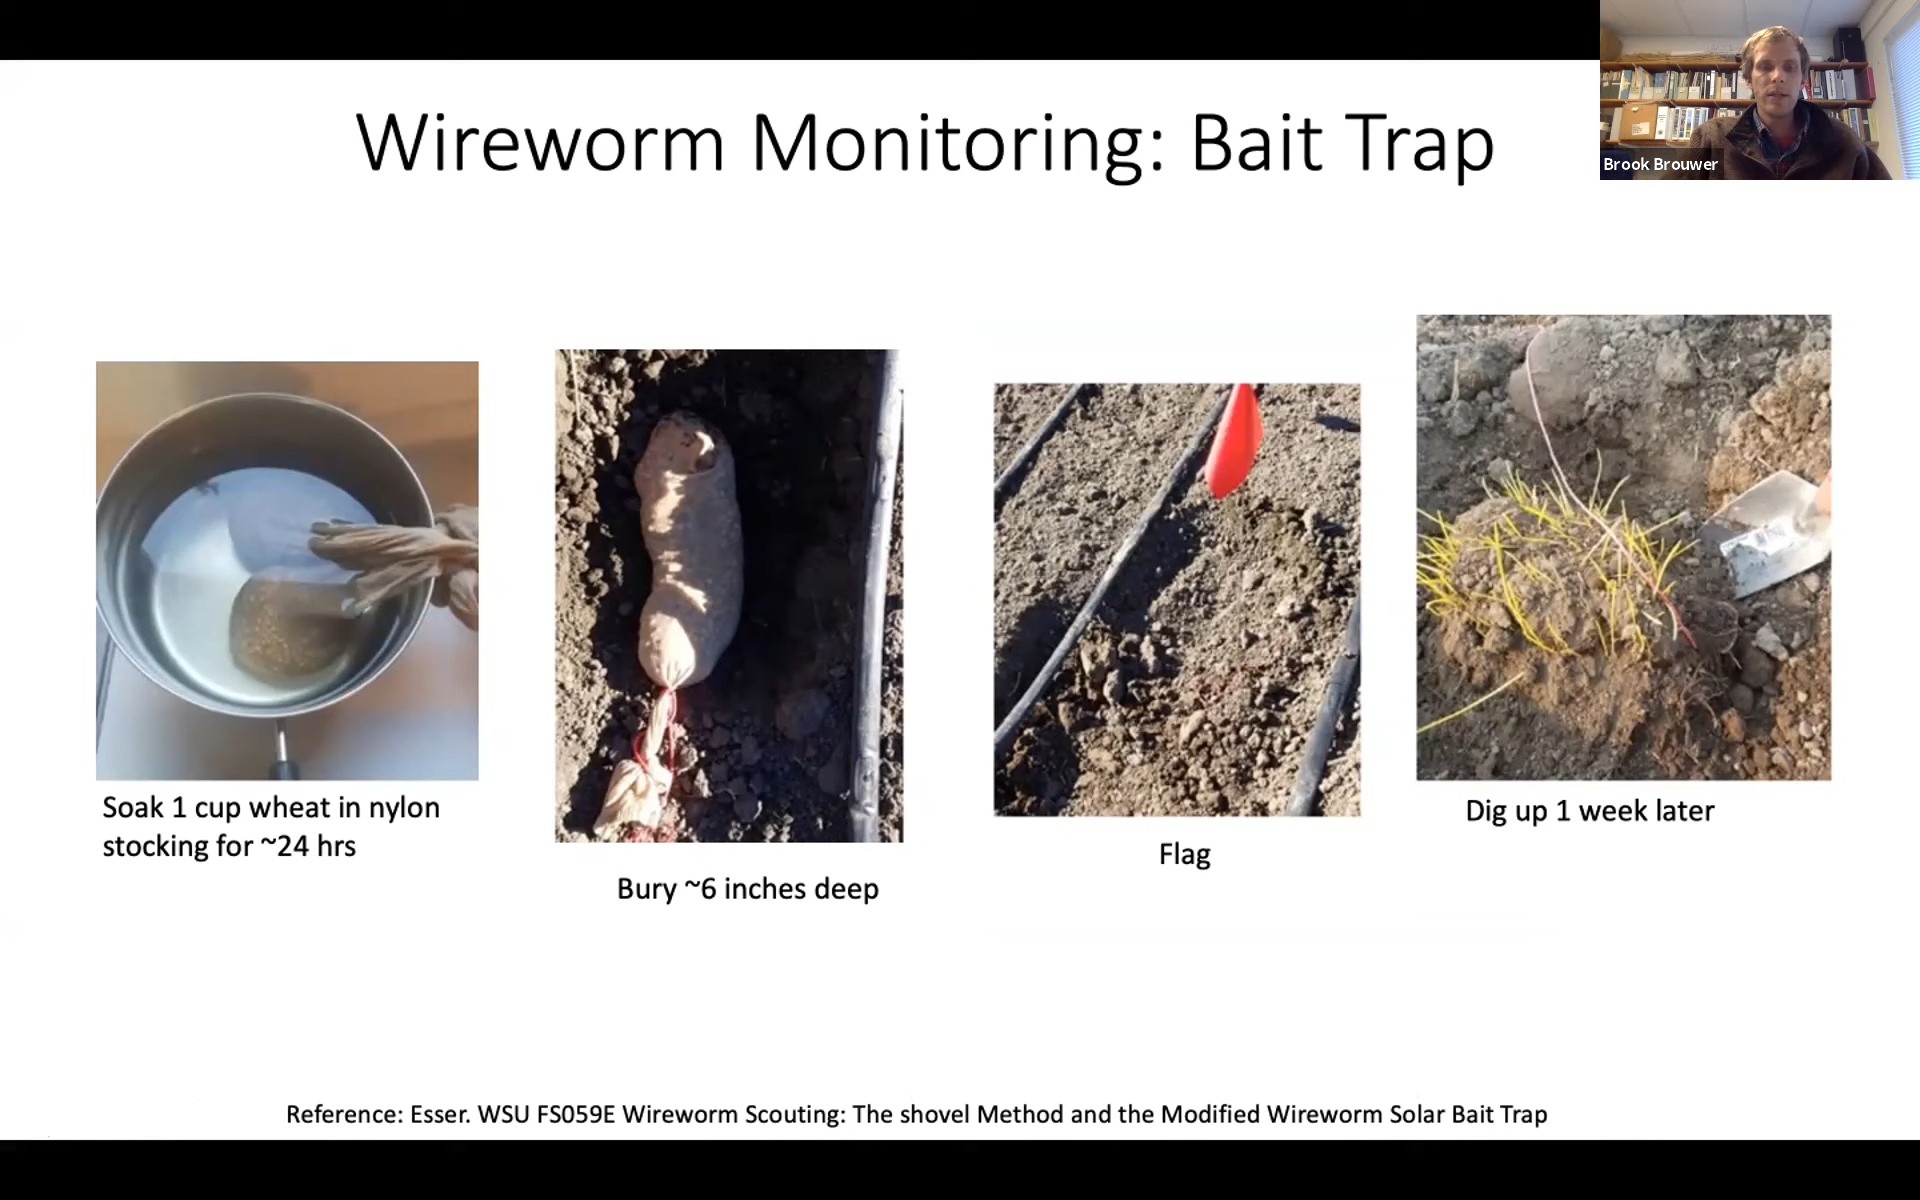 Wireworm Monitoring: Bait Trap
Brook Brouwer
Soak 1 cup wheat in nylon
stocking for ~24 hrs
Bury ~6 inches deep
Flag
Dig up 1 week later
Reference: Esser. WSU FS059E Wireworm Scouting: The shovel Method and the Modified Wireworm Solar Bait Trap